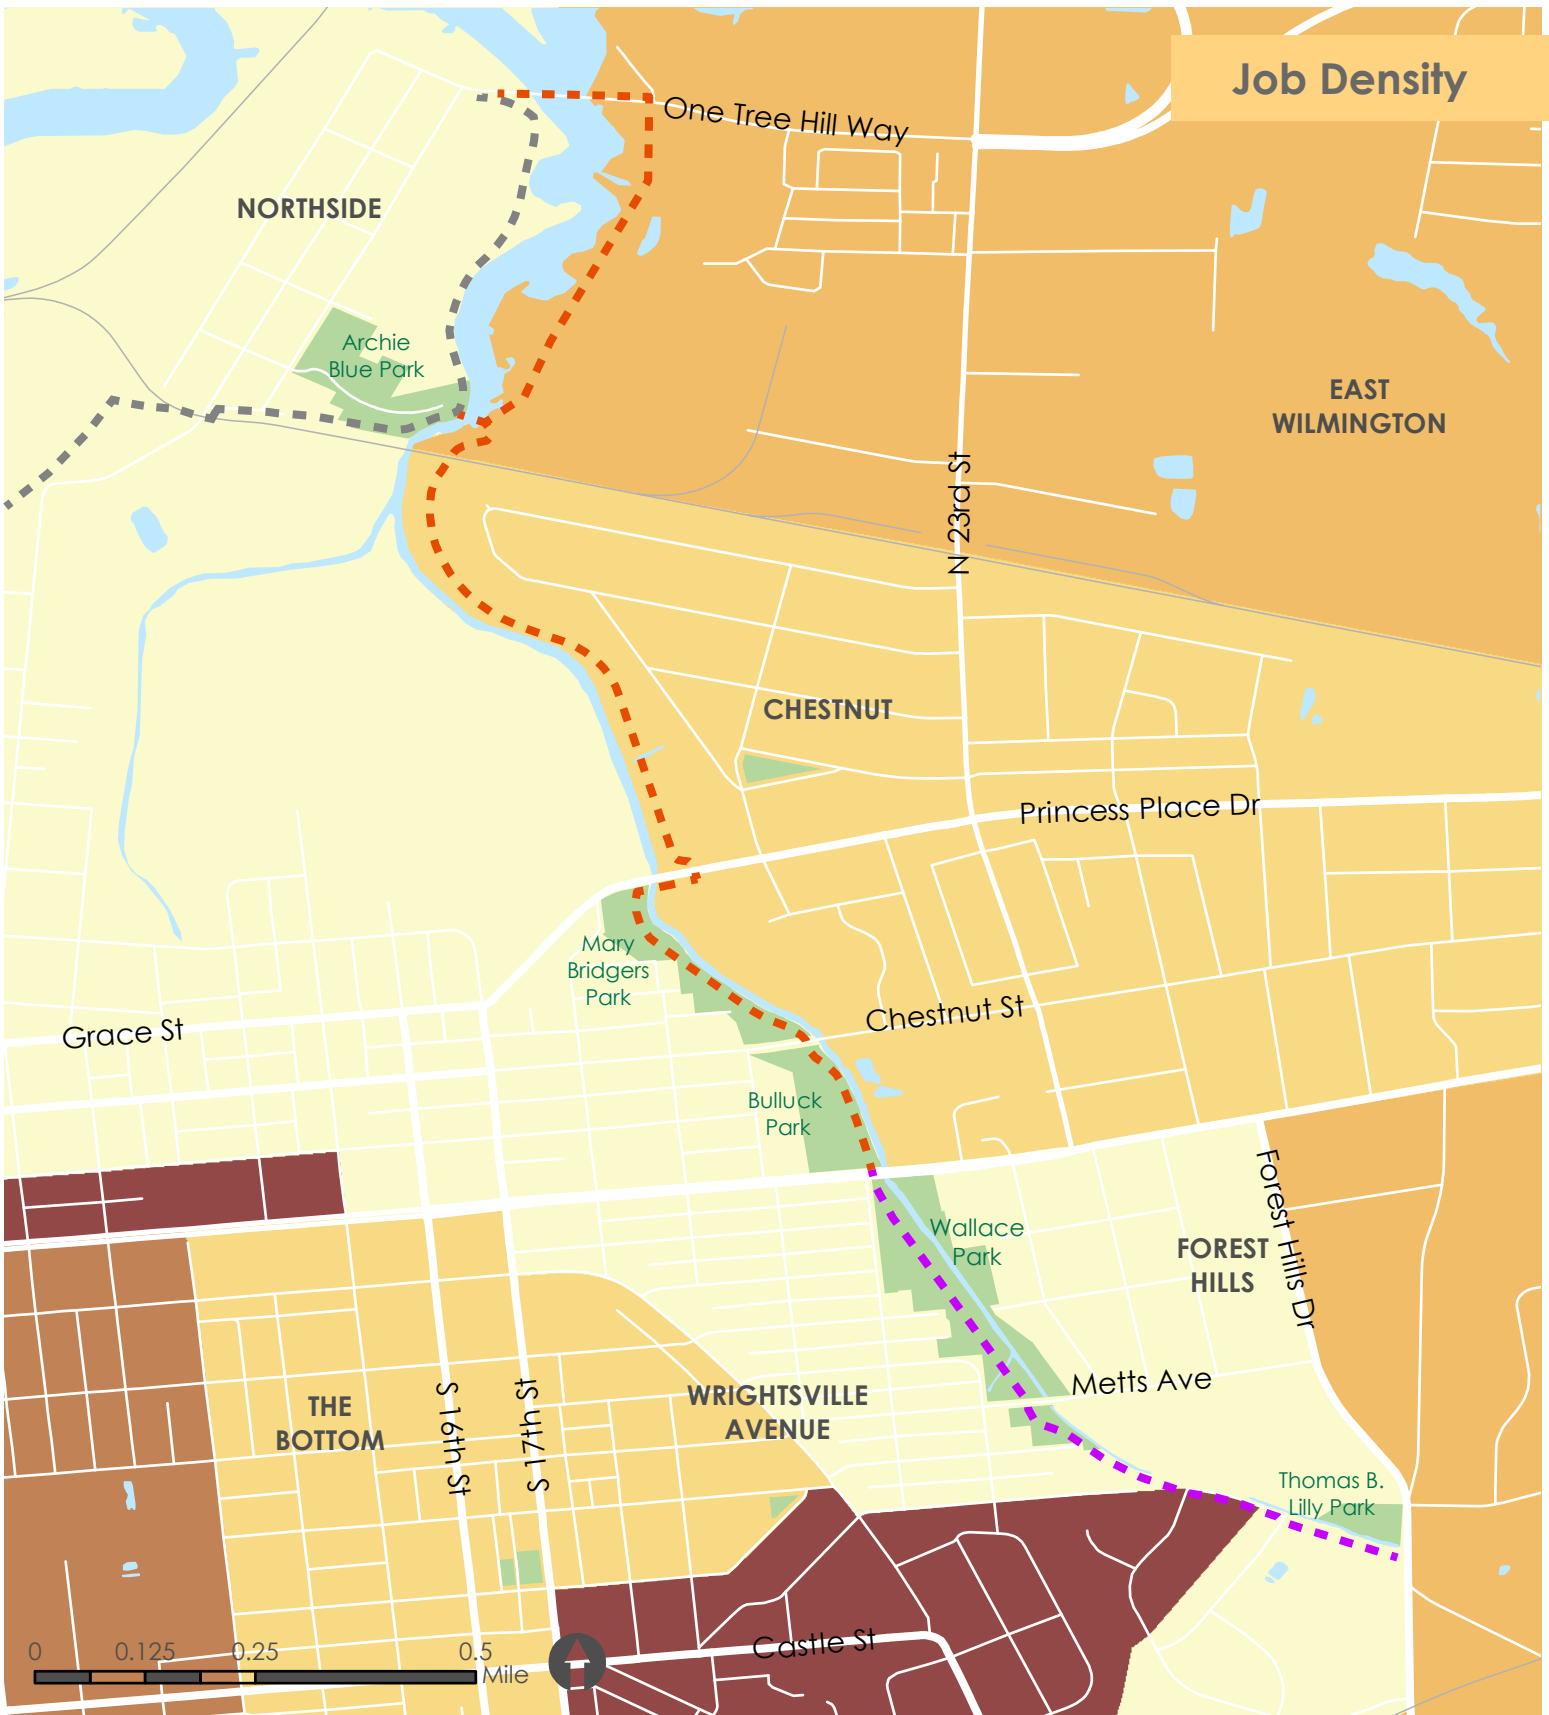 Job Density
One Tree Hill Way
NORTHSIDE
Archie
Blue Park
EAST
WILMINGTON
N 23rd St
CHESTNUT
Princess Place Dr
Mary
Bridgers
Park
Chestnut St
Grace St
Bulluck
Park
Forest Hills Dr
Wallace
Park
FOREST
HILLS
Metts Ave
S 16th St
S 17th St
WRIGHTSVILLE
AVENUE
THE
BOTTOM
Thomas B.
Lilly Park
Castle St
0 0.125 0.25 0.5
Mile